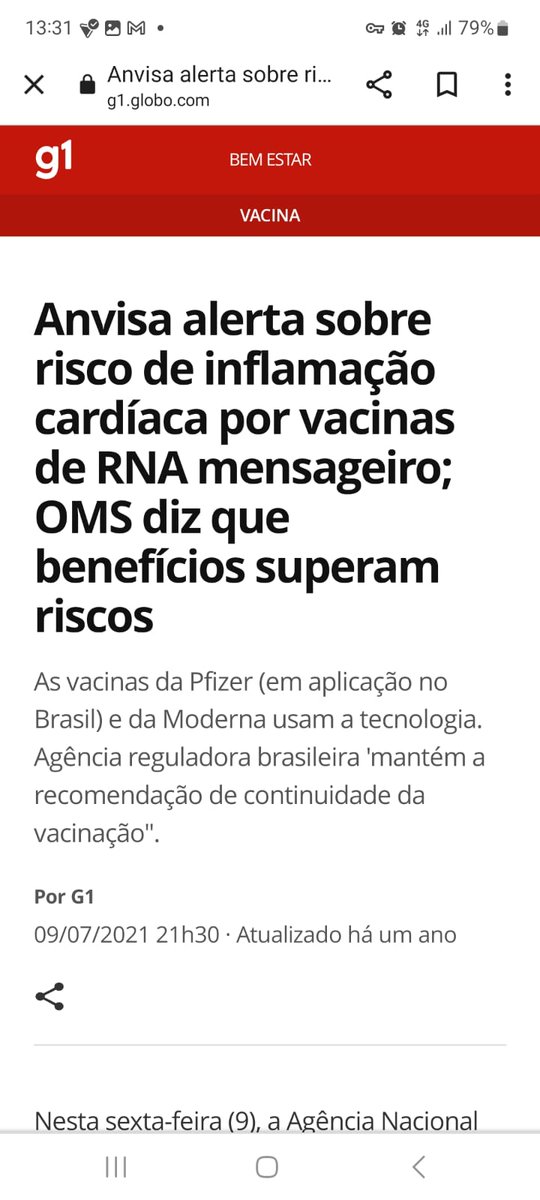 13:31
4G
79%
Anvisa alerta sobre ri...
g1.globo.com
g1
BEM ESTAR
VACINA
Anvisa alerta sobre
risco de inflamação
cardíaca por vacinas
de RNA mensageiro;
OMS diz que
benefícios superam
riscos
As vacinas da Pfizer (em aplicação no
Brasil) e da Moderna usam a tecnologia.
Agência reguladora brasileira 'mantém a
recomendação de continuidade da
vacinação".
Por G1
09/07/2021 21h30 · Atualizado há um ano
Nesta sexta-feira (9), a Agência Nacional